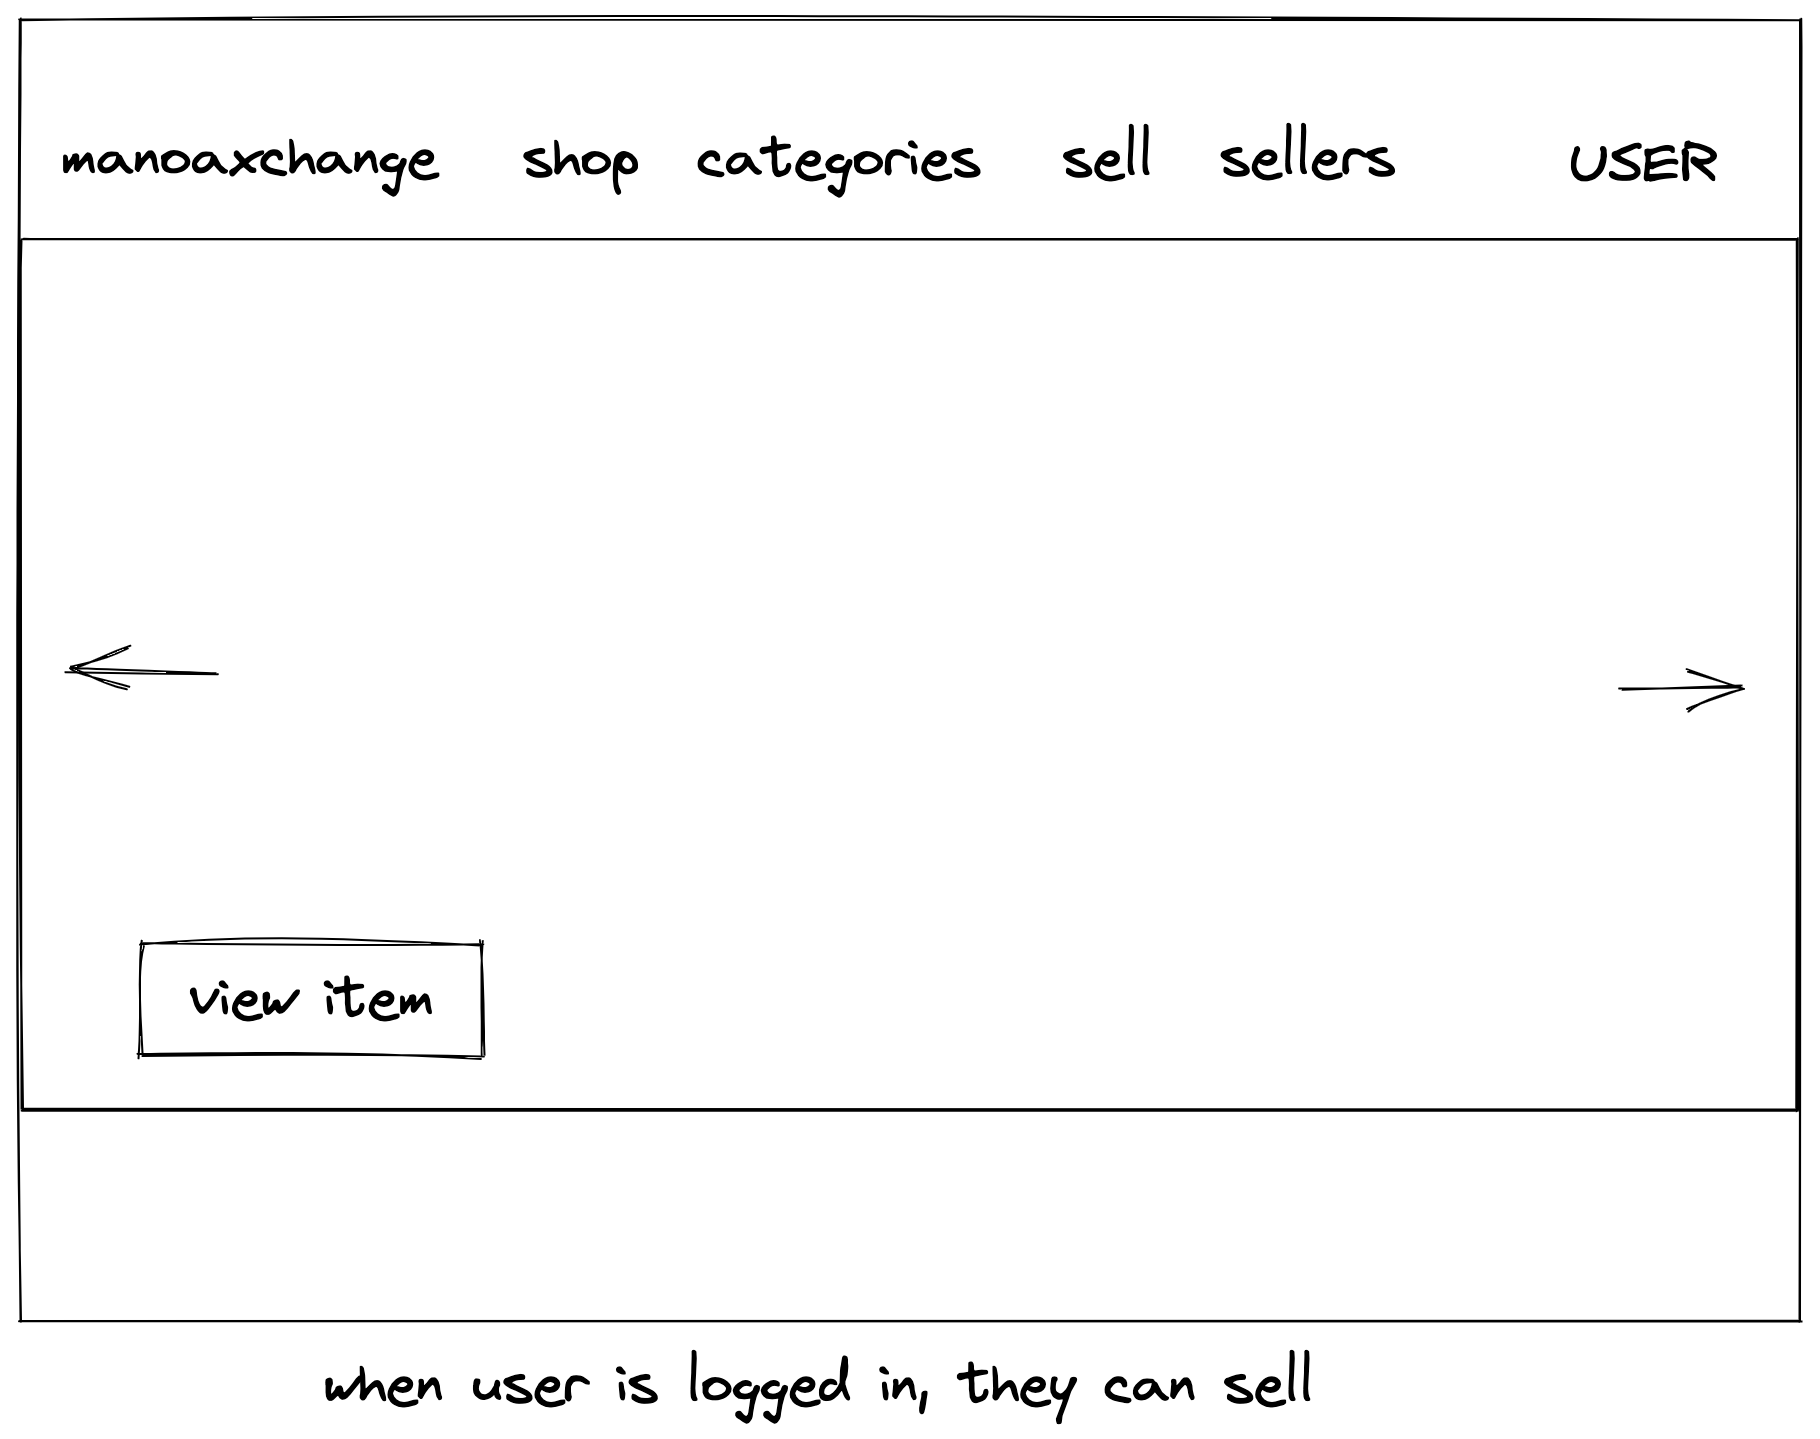 manoaxchange shop categories sell sellers USER
view item
when user is logged in, they can sell